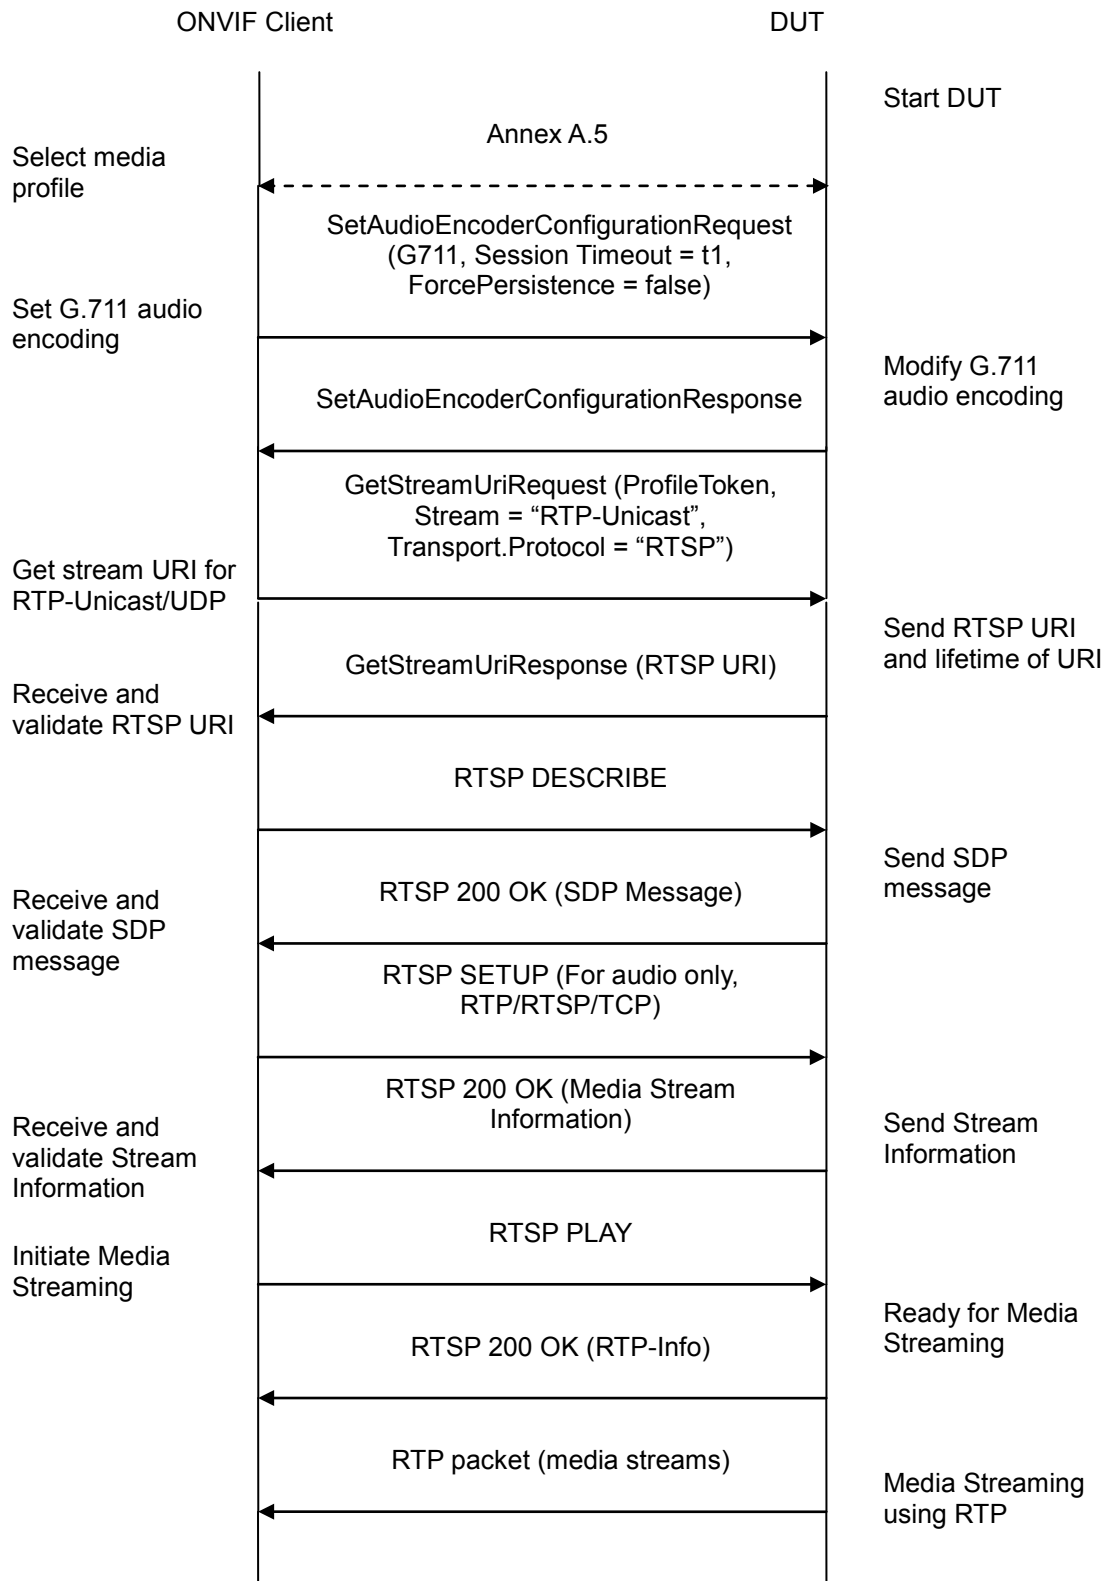 ONVIF Client
DUT
Start DUT
Annex A.5
Select media
profile
SetAudioEncoderConfigurationRequest
(G711, Session Timeout = t1,
ForcePersistence = false)
Set G.711 audio
encoding
Modify G.711
audio encoding
SetAudioEncoderConfigurationResponse
GetStreamUriRequest (ProfileToken,
Stream = “RTP-Unicast”,
Transport.Protocol = “RTSP”)
Get stream URI for
RTP-Unicast/UDP
Send RTSP URI
and lifetime of URI
GetStreamUriResponse (RTSP URI)
Receive and
validate RTSP URI
RTSP DESCRIBE
Send SDP
message
RTSP 200 OK (SDP Message)
Receive and
validate SDP
message
RTSP SETUP (For audio only,
RTP/RTSP/TCP)
RTSP 200 OK (Media Stream
Information)
Send Stream
Information
Receive and
validate Stream
Information
RTSP PLAY
Initiate Media
Streaming
Ready for Media
Streaming
RTSP 200 OK (RTP-Info)
RTP packet (media streams)
Media Streaming
using RTP